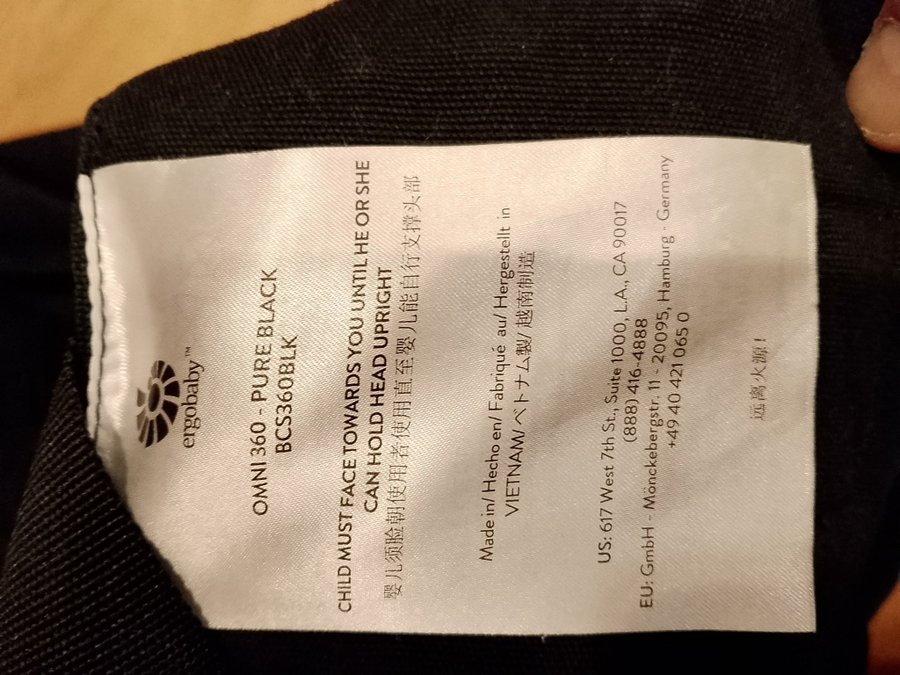 ergobaby™
OMNI 360 - PURE BLACK
BCS360BLK
CHILD MUST FACE TOWARDS YOU UNTIL HE OR SHE
CAN HOLD HEAD UPRIGHT
婴儿须脸朝使用者使用直至婴儿能自行支撑头部
Made in/ Hecho en/ Fabriqué au/ Hergestellt in
VIETNAM/ベトナム製/越南制造
US: 617 West 7th St., Suite 1000, L.A., CA 90017
(888) 416-4888
EU: GmbH - Mönckebergstr. 11 - 20095, Hamburg - Germany
+49 40 421 065 0
远离火源!